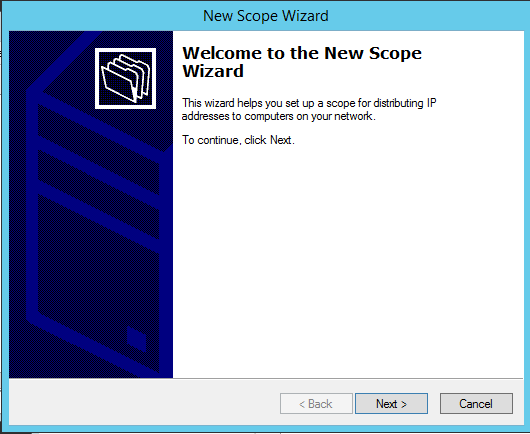 New Scope Wizard
Welcome to the New Scope
Wizard
This wizard helps you set up a scope for distributing IP
addresses to computers on your network.
To continue, click Next.
< Back Next > Cancel